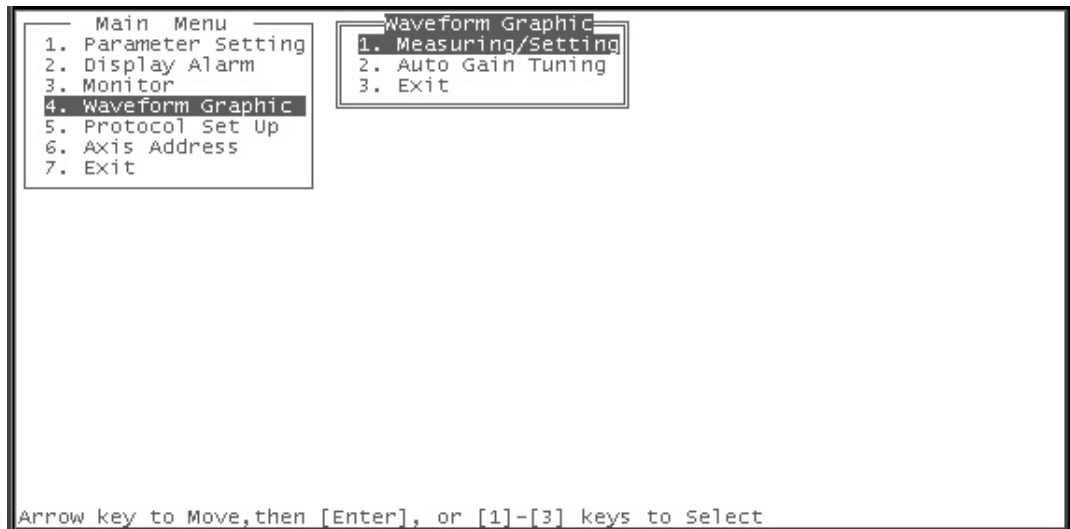 Main Menu
1. Parameter Setting
2. Display Alarm
3. Monitor
4. Waveform Graphic
5. Protocol Set Up
6. Axis Address
7. Exit
Waveform Graphic
1. Measuring/Setting
2. Auto Gain Tuning
3. Exit
Arrow key to Move,then [Enter], or [1]-[3] keys to Select